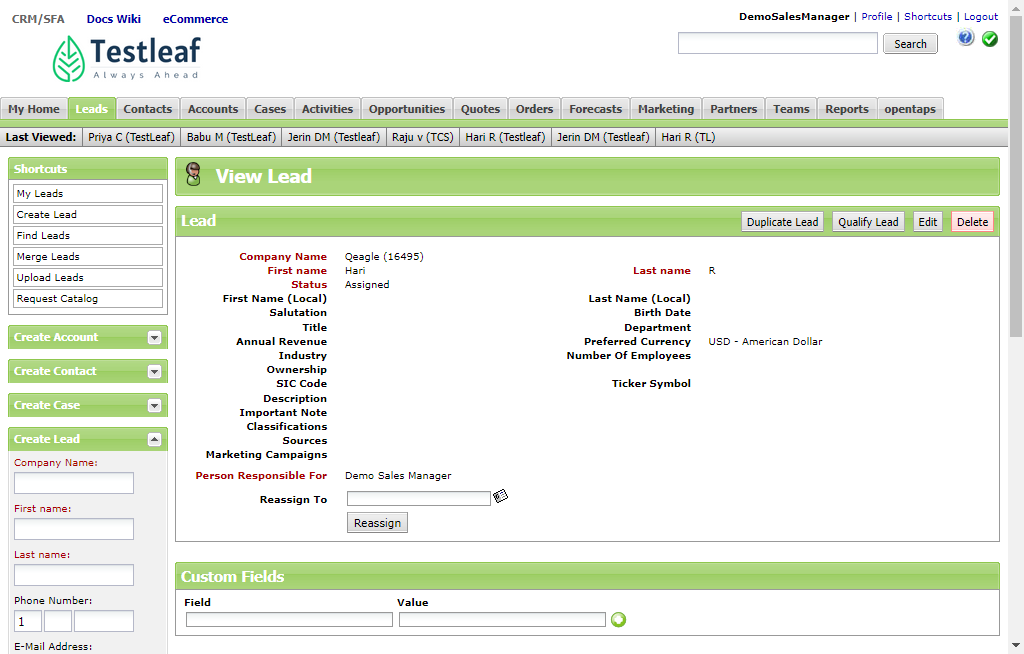 CRM/SFA Docs Wiki eCommerce
DemoSalesManager | Profile | Shortcuts | Logout
Testleaf
Always Ahead
Search
My Home Leads Contacts Accounts Cases Activities Opportunities Quotes Orders Forecasts Marketing Partners Teams Reports opentaps
Last Viewed: Priya C (TestLeaf) Babu M (TestLeaf) Jerin DM (Testleaf) Raju v (TCS) Hari R (Testleaf) Jerin DM (Testleaf) Hari R (TL)
Shortcuts
My Leads
Create Lead
Find Leads
Merge Leads
Upload Leads
Request Catalog
Create Account
Create Contact
Create Case
Create Lead
Company Name:
First name:
Last name:
Phone Number:
1
E-Mail Address:
View Lead
Lead
Duplicate Lead Qualify Lead Edit Delete
Company Name Qeagle (16495)
First name Hari Last name R
Status Assigned
First Name (Local) Last Name (Local)
Salutation Birth Date
Title Department
Annual Revenue Preferred Currency USD - American Dollar
Industry Number Of Employees
Ownership
SIC Code Ticker Symbol
Description
Important Note
Classifications
Sources
Marketing Campaigns
Person Responsible For Demo Sales Manager
Reassign To
Reassign
Custom Fields
Field Value